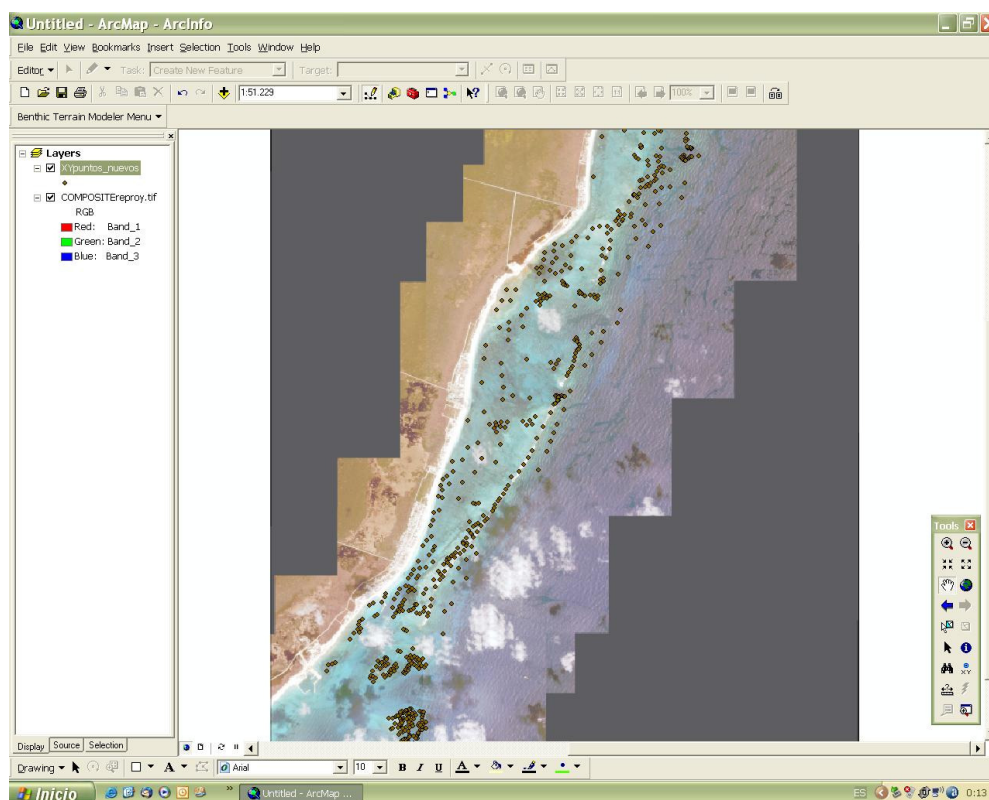 Untitled - ArcMap - ArcInfo
File Edit View Bookmarks Insert Selection Tools Window Help
Editor Task: Create New Feature Target:
1:51.229 100%
Benthic Terrain Modeler Menu
Layers
XYpuntos_nuevos
COMPOSITEreproy.tif
RGB
Red: Band_1
Green: Band_2
Blue: Band_3
Tools
XY
Display Source Selection
Drawing A Arial 10 B I U A
Inicio Untitled - ArcMap ... ES 0:13